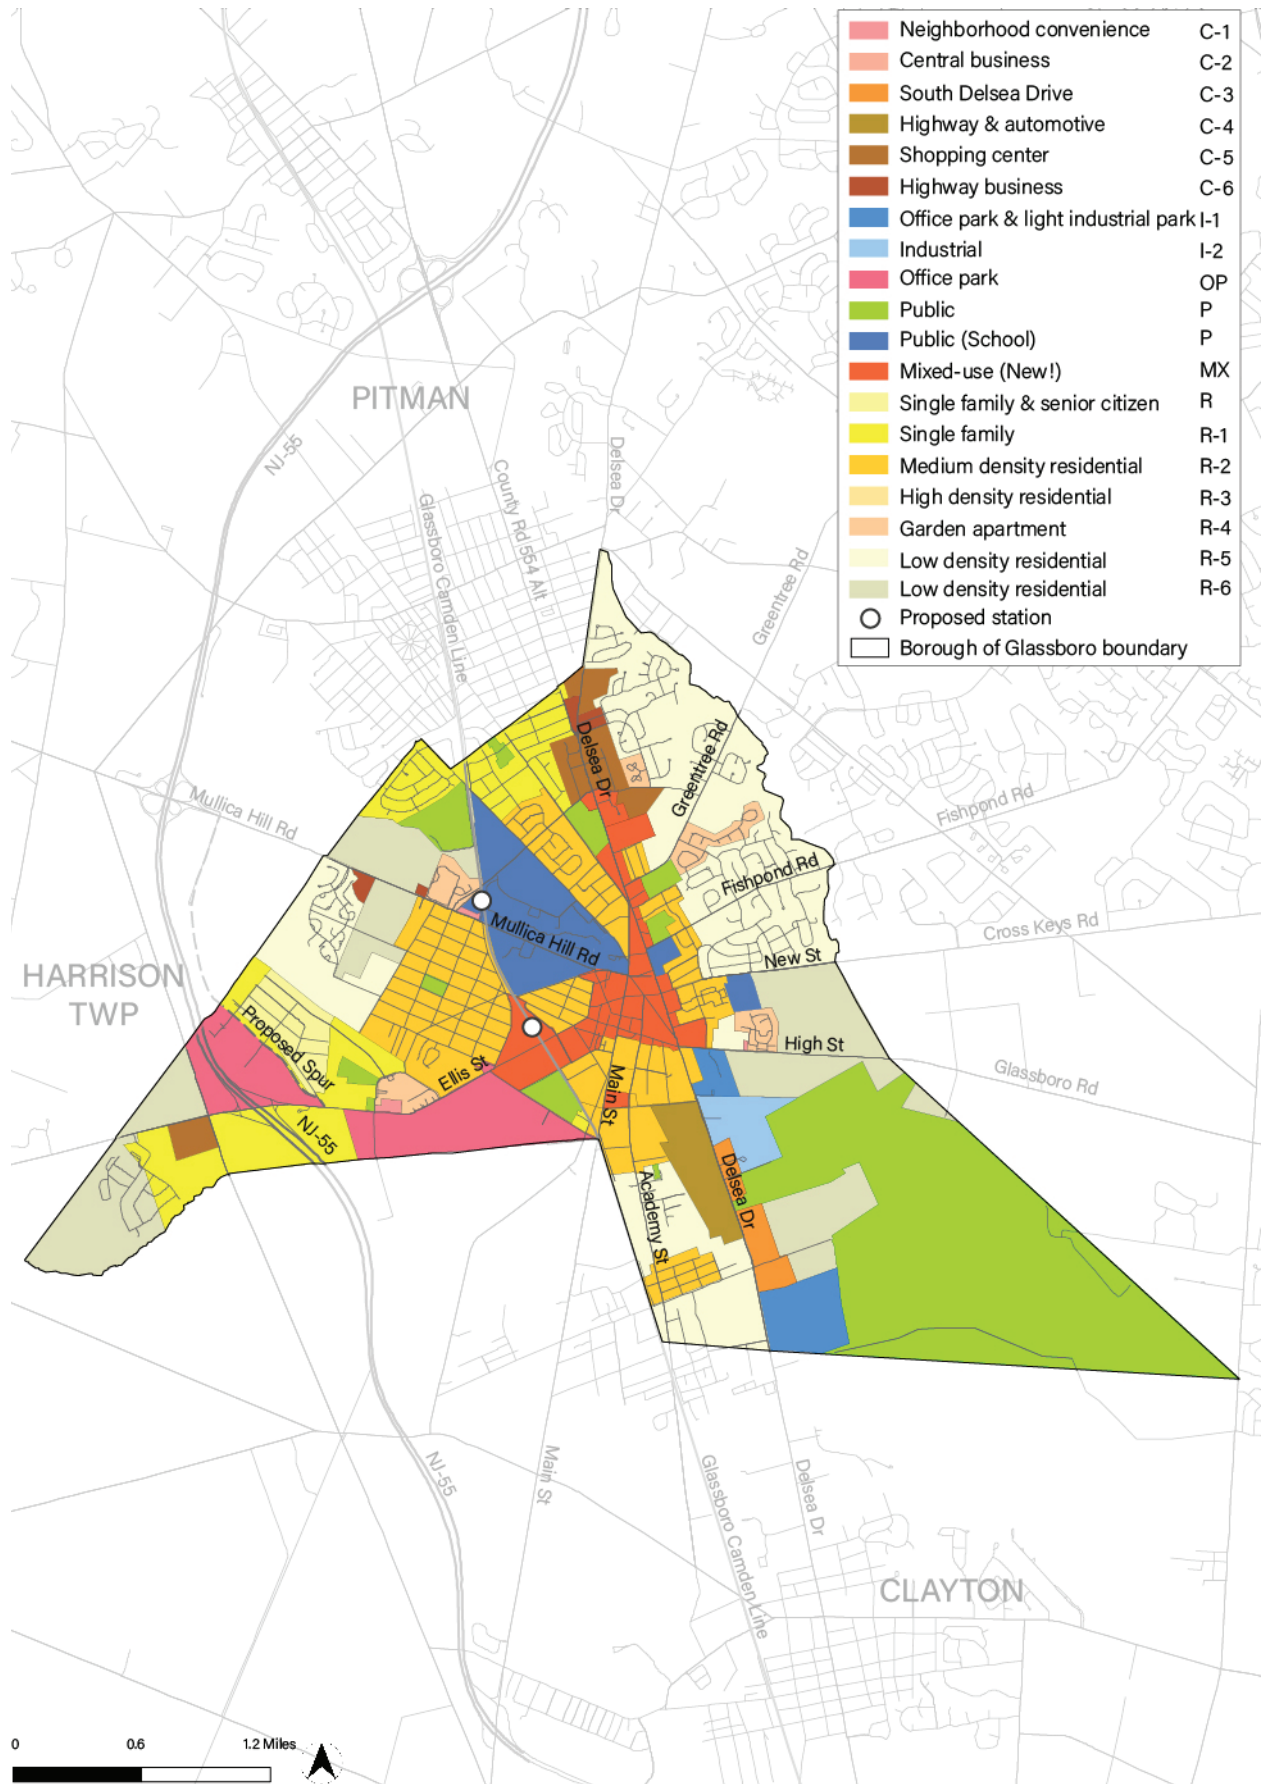 Neighborhood convenience C-1
Central business C-2
South Delsea Drive C-3
Highway & automotive C-4
Shopping center C-5
Highway business C-6
Office park & light industrial park I-1
Industrial I-2
Office park OP
Public P
Public (School) P
Mixed-use (New!) MX
Single family & senior citizen R
Single family R-1
Medium density residential R-2
High density residential R-3
Garden apartment R-4
Low density residential R-5
Low density residential R-6
Proposed station
Borough of Glassboro boundary
PITMAN
NJ-55
Delsea Dr
County Rd 554 Alt
Glassboro Camden Line
Greentree Rd
Delsea Dr
Greentree Rd
Mullica Hill Rd
Fishpond Rd
Fishpond Rd
Mullica Hill Rd
Cross Keys Rd
New St
HARRISON
TWP
Proposed Spur
High St
Ellis St
Main St
Glassboro Rd
NJ-55
Academy St
Delsea Dr
NJ-55
Main St
Glassboro Camden Line
Delsea Dr
CLAYTON
0 0.6 1.2 Miles